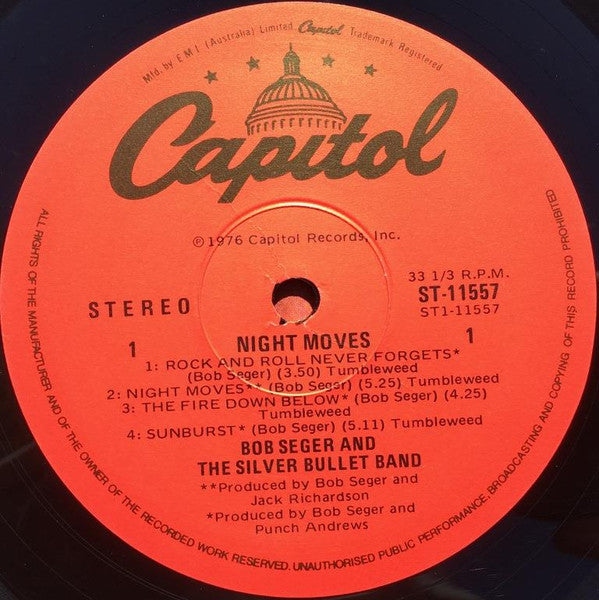 Mfd. by E M I (Australia) Limited Capitol Trademark Registered
Capitol
℗ 1976 Capitol Records, Inc.
33 1/3 R.P.M.
STEREO
ST-11557
ST1-11557
1
NIGHT MOVES
1
1: ROCK AND ROLL NEVER FORGETS*
(Bob Seger) (3.50) Tumbleweed
2: NIGHT MOVES** (Bob Seger) (5.25) Tumbleweed
3: THE FIRE DOWN BELOW* (Bob Seger) (4.25)
Tumbleweed
4: SUNBURST* (Bob Seger) (5.11) Tumbleweed
BOB SEGER AND
THE SILVER BULLET BAND
**Produced by Bob Seger and
Jack Richardson
*Produced by Bob Seger and
Punch Andrews
ALL RIGHTS OF THE MANUFACTURER AND OF THE OWNER OF THE RECORDED WORK RESERVED. UNAUTHORISED PUBLIC PERFORMANCE, BROADCASTING AND COPYING OF THIS RECORD PROHIBITED